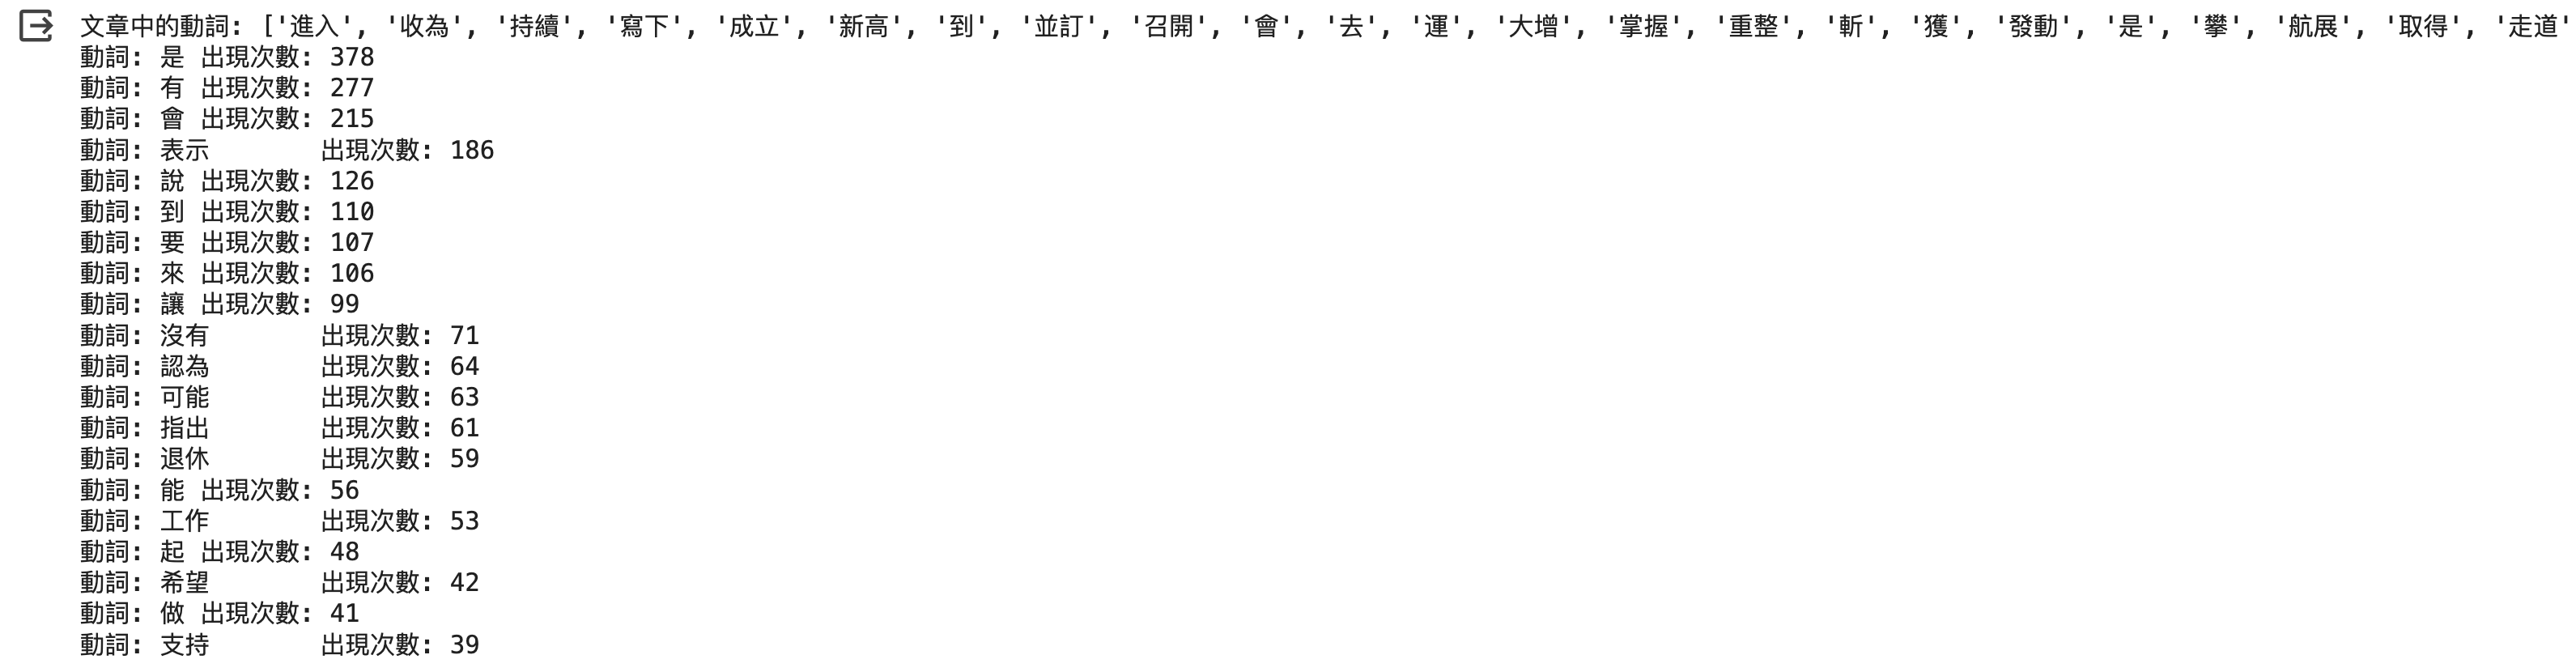 文章中的動詞: ['進入', '收為', '持續', '寫下', '成立', '新高', '到', '並訂', '召開', '會', '去', '運', '大增', '掌握', '重整', '斬', '獲', '發動', '是', '攀', '航展', '取得', '走道'
動詞: 是 出現次數: 378
動詞: 有 出現次數: 277
動詞: 會 出現次數: 215
動詞: 表示 出現次數: 186
動詞: 說 出現次數: 126
動詞: 到 出現次數: 110
動詞: 要 出現次數: 107
動詞: 來 出現次數: 106
動詞: 讓 出現次數: 99
動詞: 沒有 出現次數: 71
動詞: 認為 出現次數: 64
動詞: 可能 出現次數: 63
動詞: 指出 出現次數: 61
動詞: 退休 出現次數: 59
動詞: 能 出現次數: 56
動詞: 工作 出現次數: 53
動詞: 起 出現次數: 48
動詞: 希望 出現次數: 42
動詞: 做 出現次數: 41
動詞: 支持 出現次數: 39